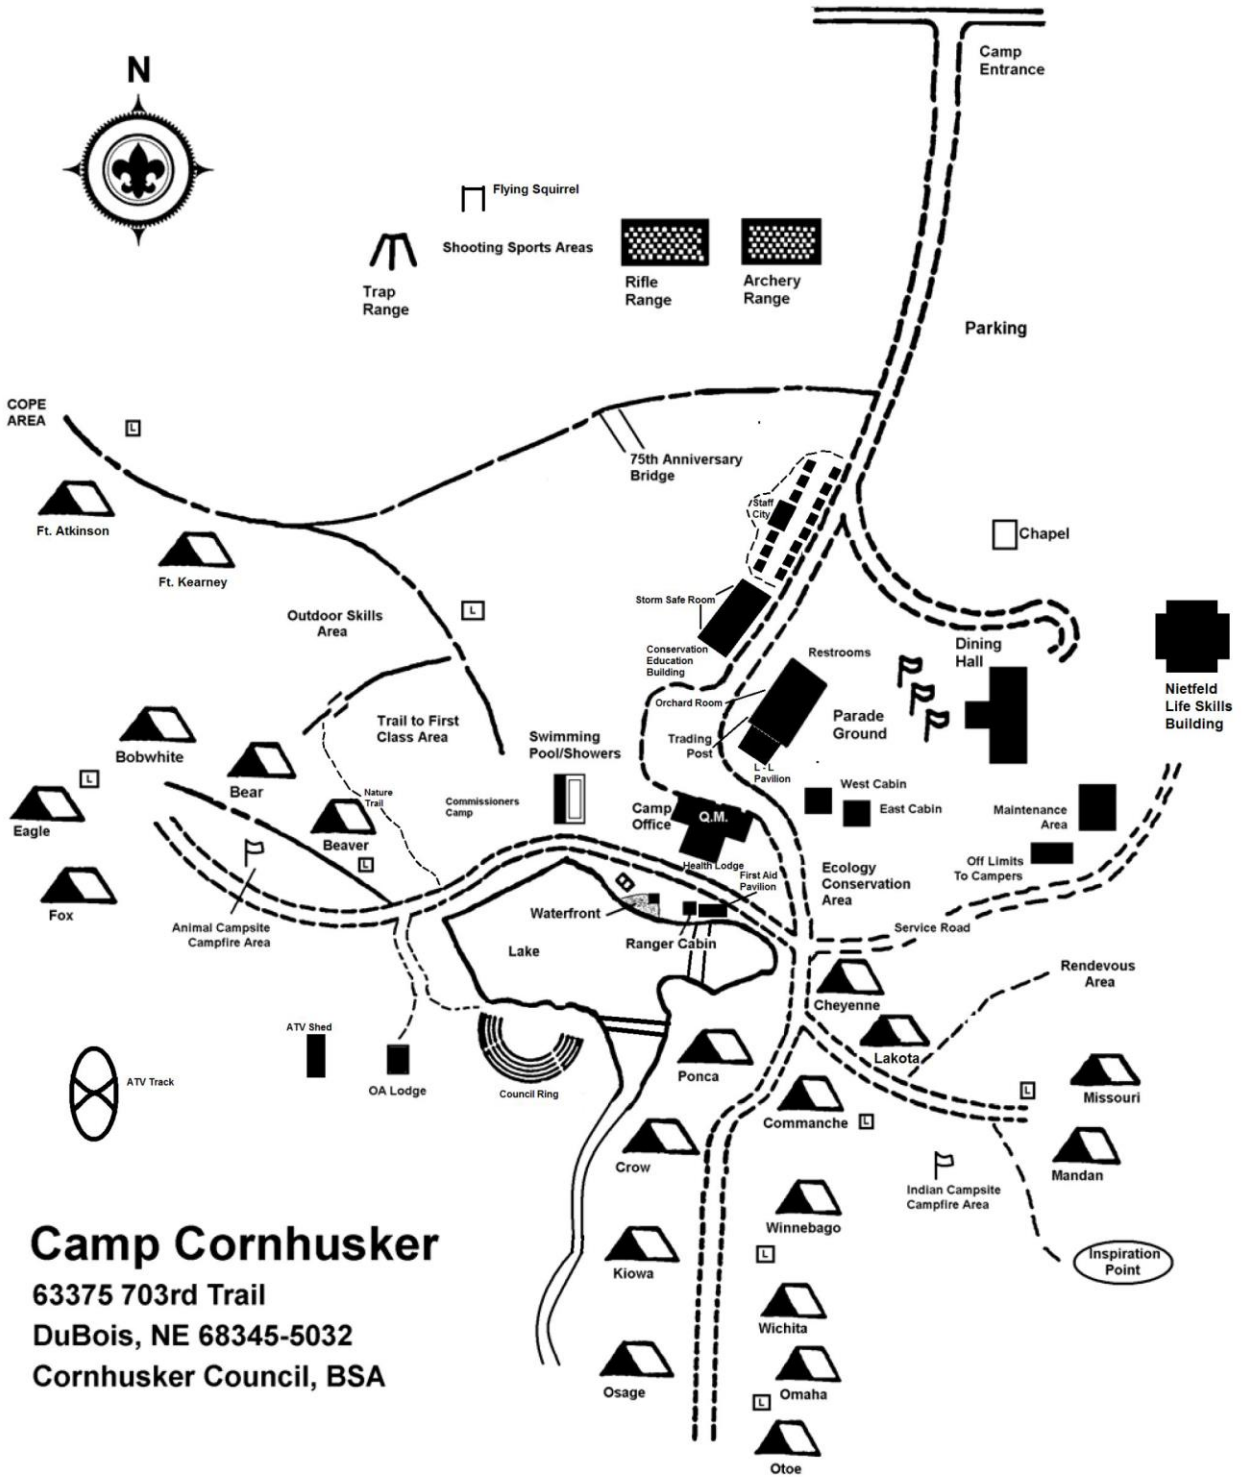 Camp
Entrance
N
Flying Squirrel
Shooting Sports Areas
Trap
Range
Rifle
Range
Archery
Range
Parking
COPE
AREA
L
75th Anniversary
Bridge
Ft. Atkinson
Staff
City
Chapel
Ft. Kearney
Storm Safe Room
L
Outdoor Skills
Area
Conservation
Education
Building
Restrooms
Dining
Hall
Nietfeld
Life Skills
Building
Orchard Room
Parade
Ground
Trail to First
Class Area
Swimming
Pool/Showers
Trading
Post
L - L
Pavilion
Bobwhite
L
Bear
Nature
Trail
Commissioners
Camp
Camp
Office
Q.M.
West Cabin
East Cabin
Maintenance
Area
Eagle
Beaver
L
Health Lodge
First Aid
Pavilion
Ecology
Conservation
Area
Off Limits
To Campers
Fox
Animal Campsite
Campfire Area
Waterfront
Ranger Cabin
Service Road
Lake
Rendevous
Area
Cheyenne
ATV Shed
Lakota
ATV Track
OA Lodge
Council Ring
Ponca
L
Missouri
Commanche
L
Crow
Mandan
Indian Campsite
Campfire Area
Winnebago
L
Inspiration
Point
Kiowa
Camp Cornhusker
63375 703rd Trail
DuBois, NE 68345-5032
Cornhusker Council, BSA
Wichita
Osage
Omaha
L
Otoe